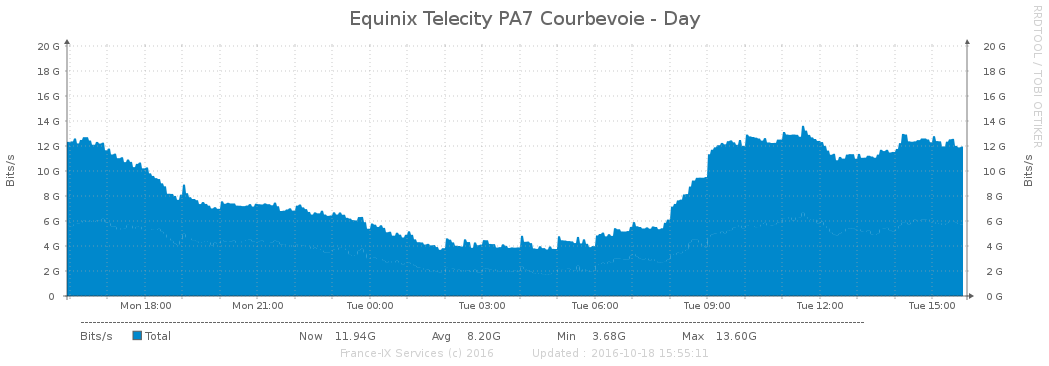 Equinix Telecity PA7 Courbevoie - Day
RRDTOOL / TOBI OETIKER
Bits/s
20 G 20 G
18 G 18 G
16 G 16 G
14 G 14 G
12 G 12 G
10 G 10 G
8 G 8 G
6 G 6 G
4 G 4 G
2 G 2 G
0 0 G
Bits/s
Mon 18:00 Mon 21:00 Tue 00:00 Tue 03:00 Tue 06:00 Tue 09:00 Tue 12:00 Tue 15:00
Bits/s Total Now 11.94G Avg 8.20G Min 3.68G Max 13.60G
France-IX Services (c) 2016 Updated : 2016-10-18 15:55:11